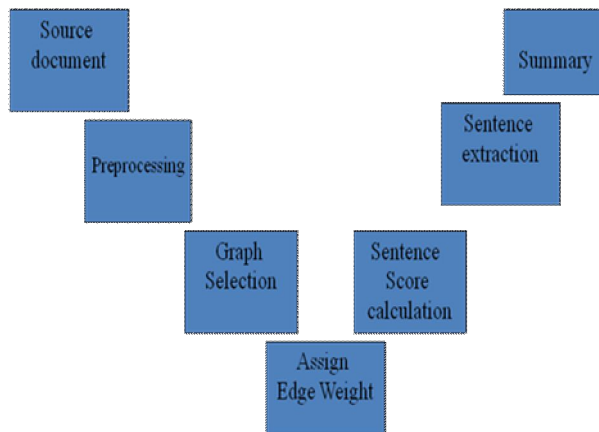 Source
document
Preprocessing
Graph
Selection
Assign
Edge Weight
Sentence
Score
calculation
Sentence
extraction
Summary